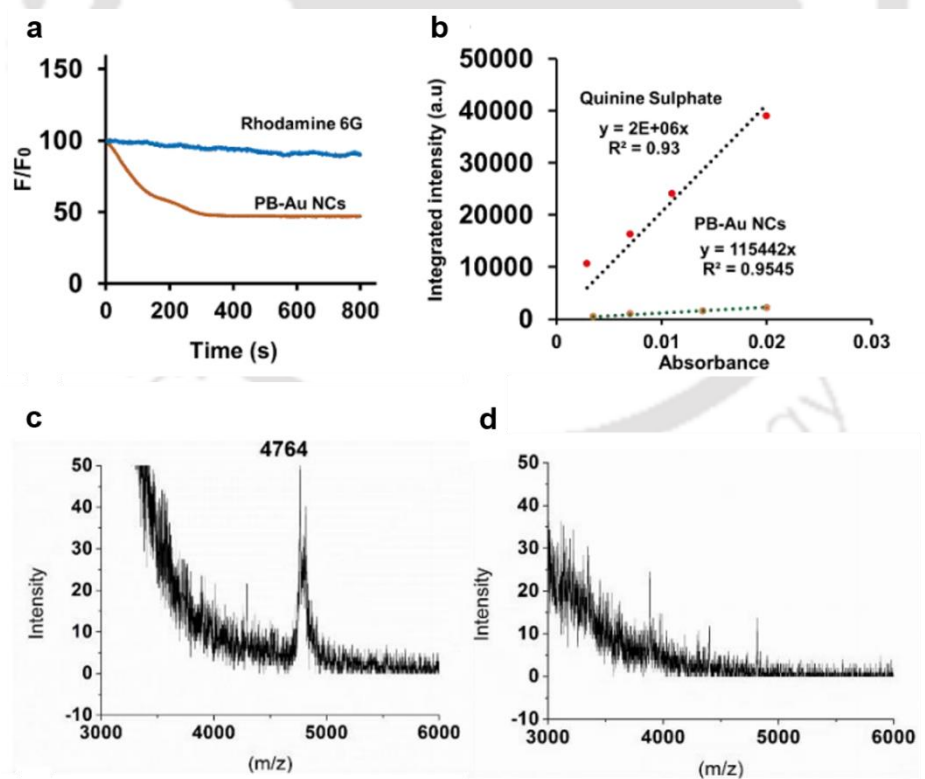 a
150
100
50
0
F/F0
Rhodamine 6G
PB-Au NCs
0 200 400 600 800
Time (s)
b
50000
40000
30000
20000
10000
0
Integrated intensity (a.u)
Quinine Sulphate
y = 2E+06x
R² = 0.93
PB-Au NCs
y = 115442x
R² = 0.9545
0 0.01 0.02 0.03
Absorbance
c
4764
50
40
30
20
10
0
-10
Intensity
3000 4000 5000 6000
(m/z)
d
50
40
30
20
10
0
-10
Intensity
3000 4000 5000 6000
(m/z)
ay